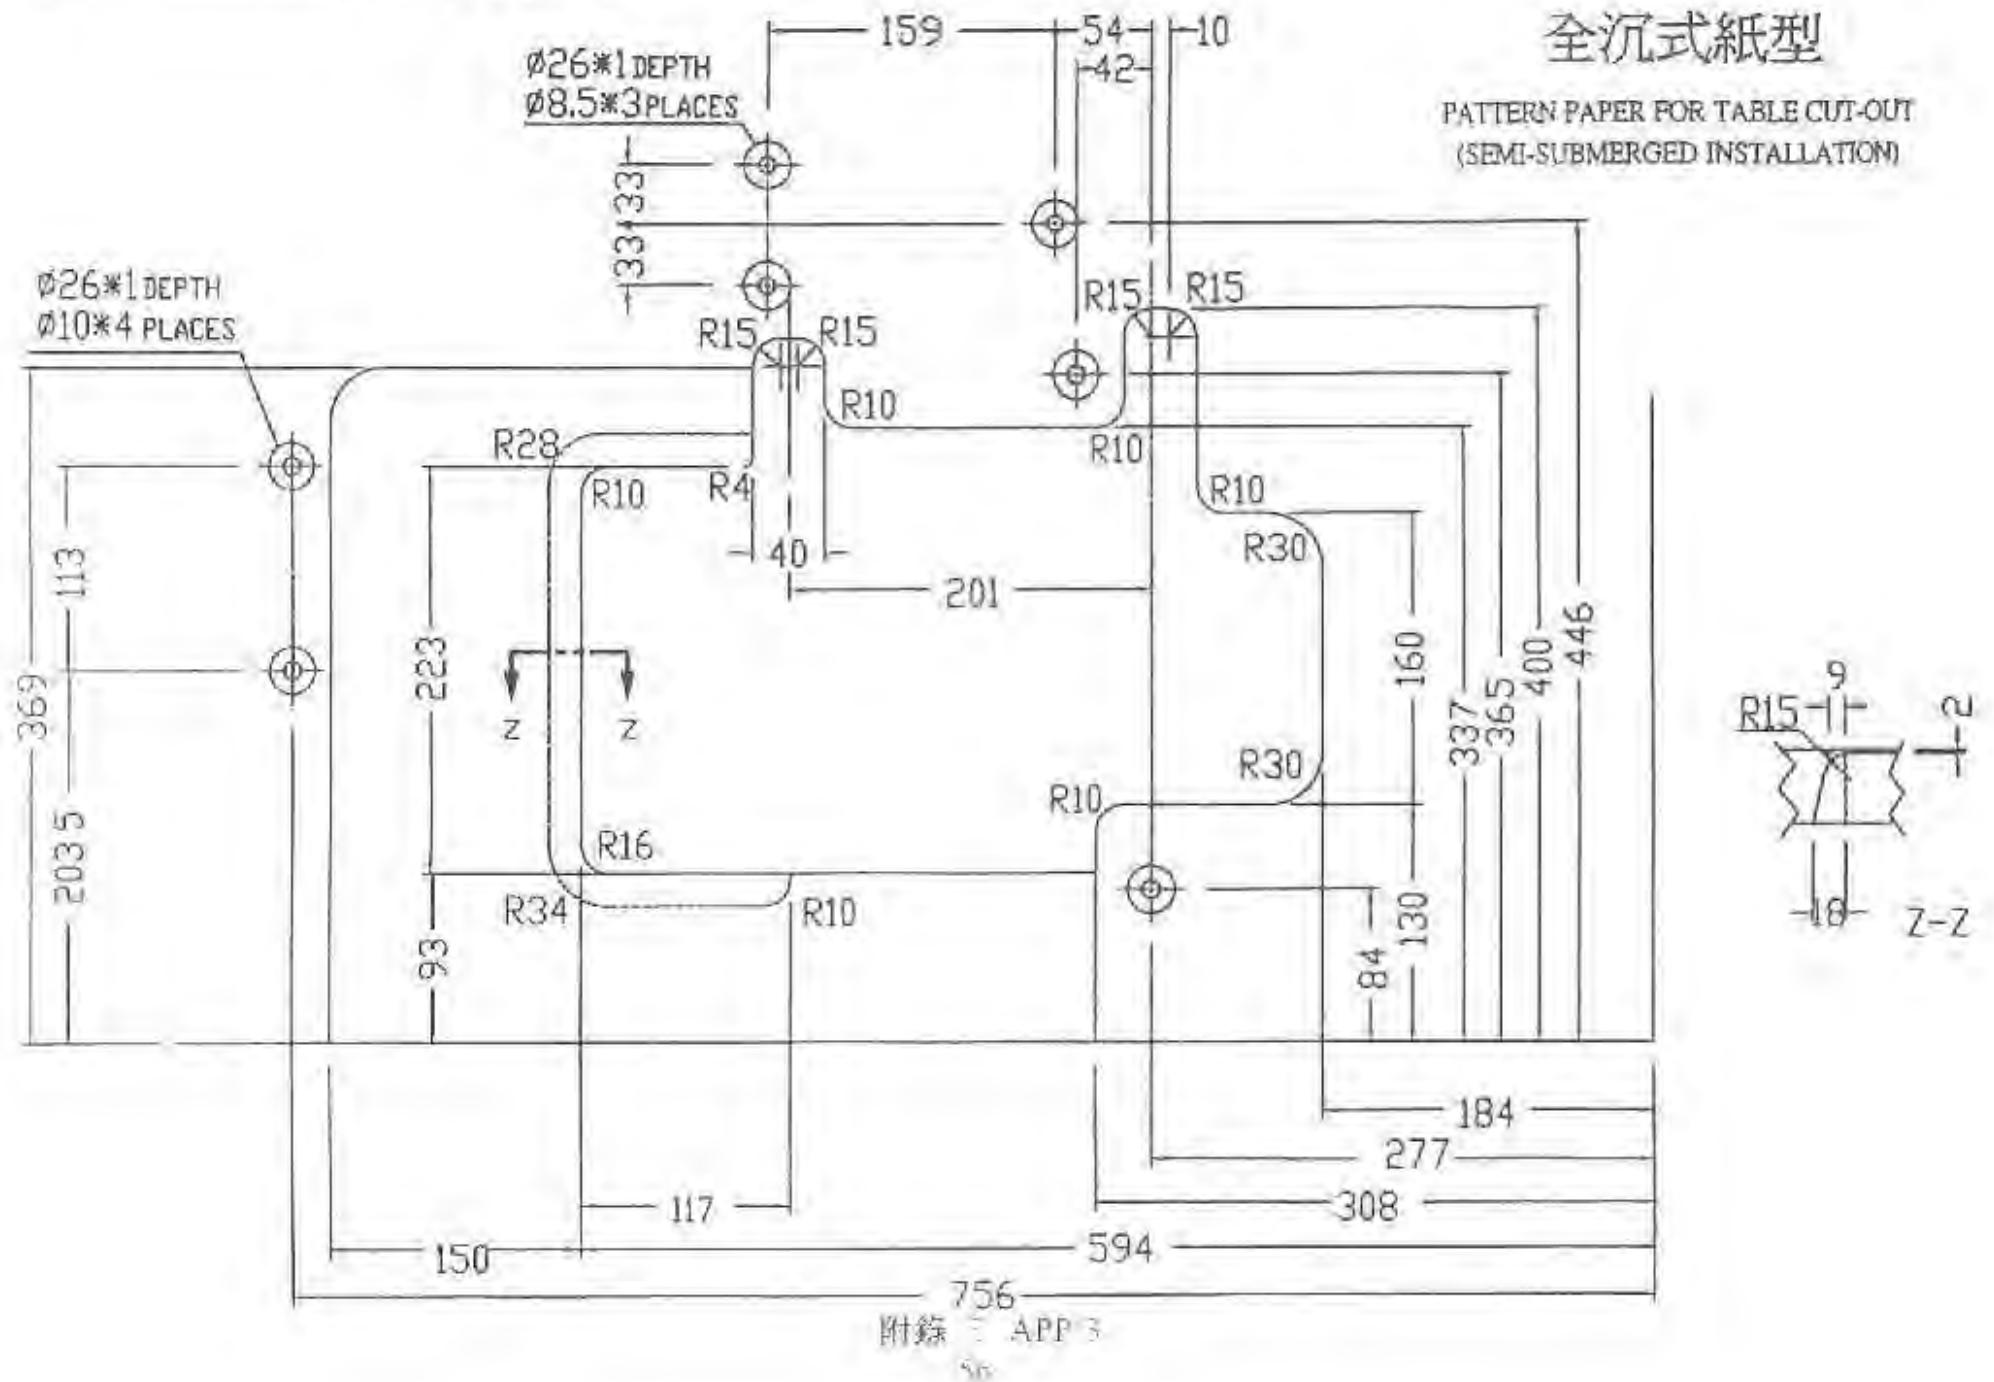 全沉式紙型
PATTERN PAPER FOR TABLE CUT-OUT
(SEMI-SUBMERGED INSTALLATION)
159
54
10
42
Ø26*1 DEPTH
Ø8.5*3 PLACES
33
33
Ø26*1 DEPTH
Ø10*4 PLACES
R15
R15
R15
R15
R10
R10
R28
R10
R4
R10
R30
40
201
113
223
369
203 5
Z
Z
160
446
400
365
337
R30
R10
R16
R34
R10
93
84
130
9
R15
2
18
Z-Z
184
277
308
117
150
594
756
附錄
APP 3